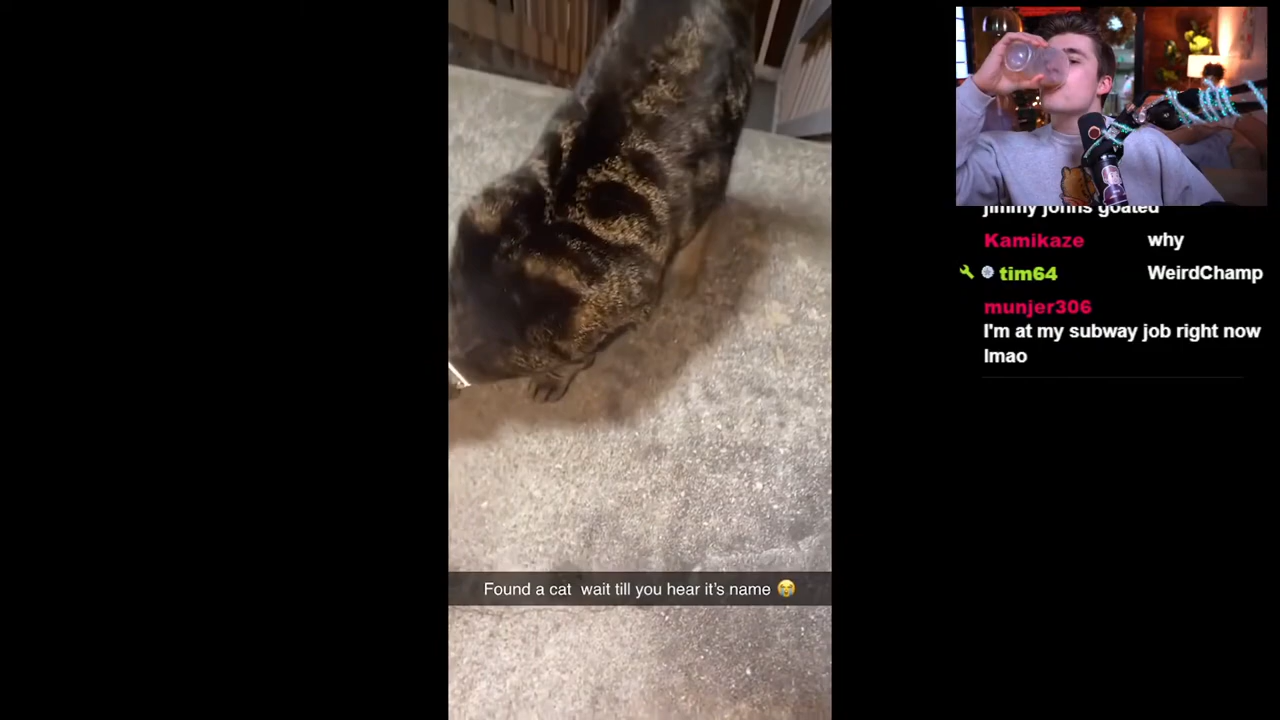 jimmy johns goated
Kamikaze why
tim64 WeirdChamp
munjer306
I'm at my subway job right now
lmao
Found a cat  wait till you hear it's name 😭